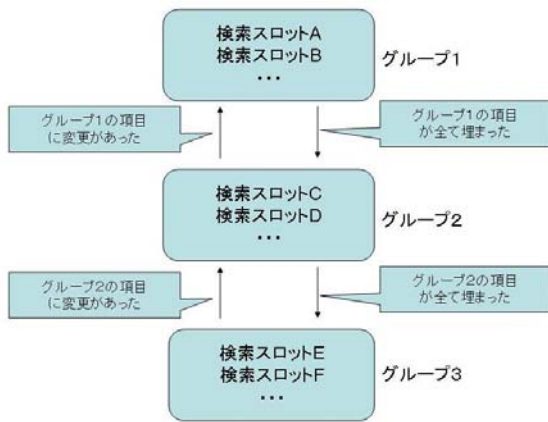 検索スロットA
検索スロットB
・・・
グループ1
グループ1の項目
に変更があった
グループ1の項目
が全て埋まった
検索スロットC
検索スロットD
・・・
グループ2
グループ2の項目
に変更があった
グループ2の項目
が全て埋まった
検索スロットE
検索スロットF
・・・
グループ3